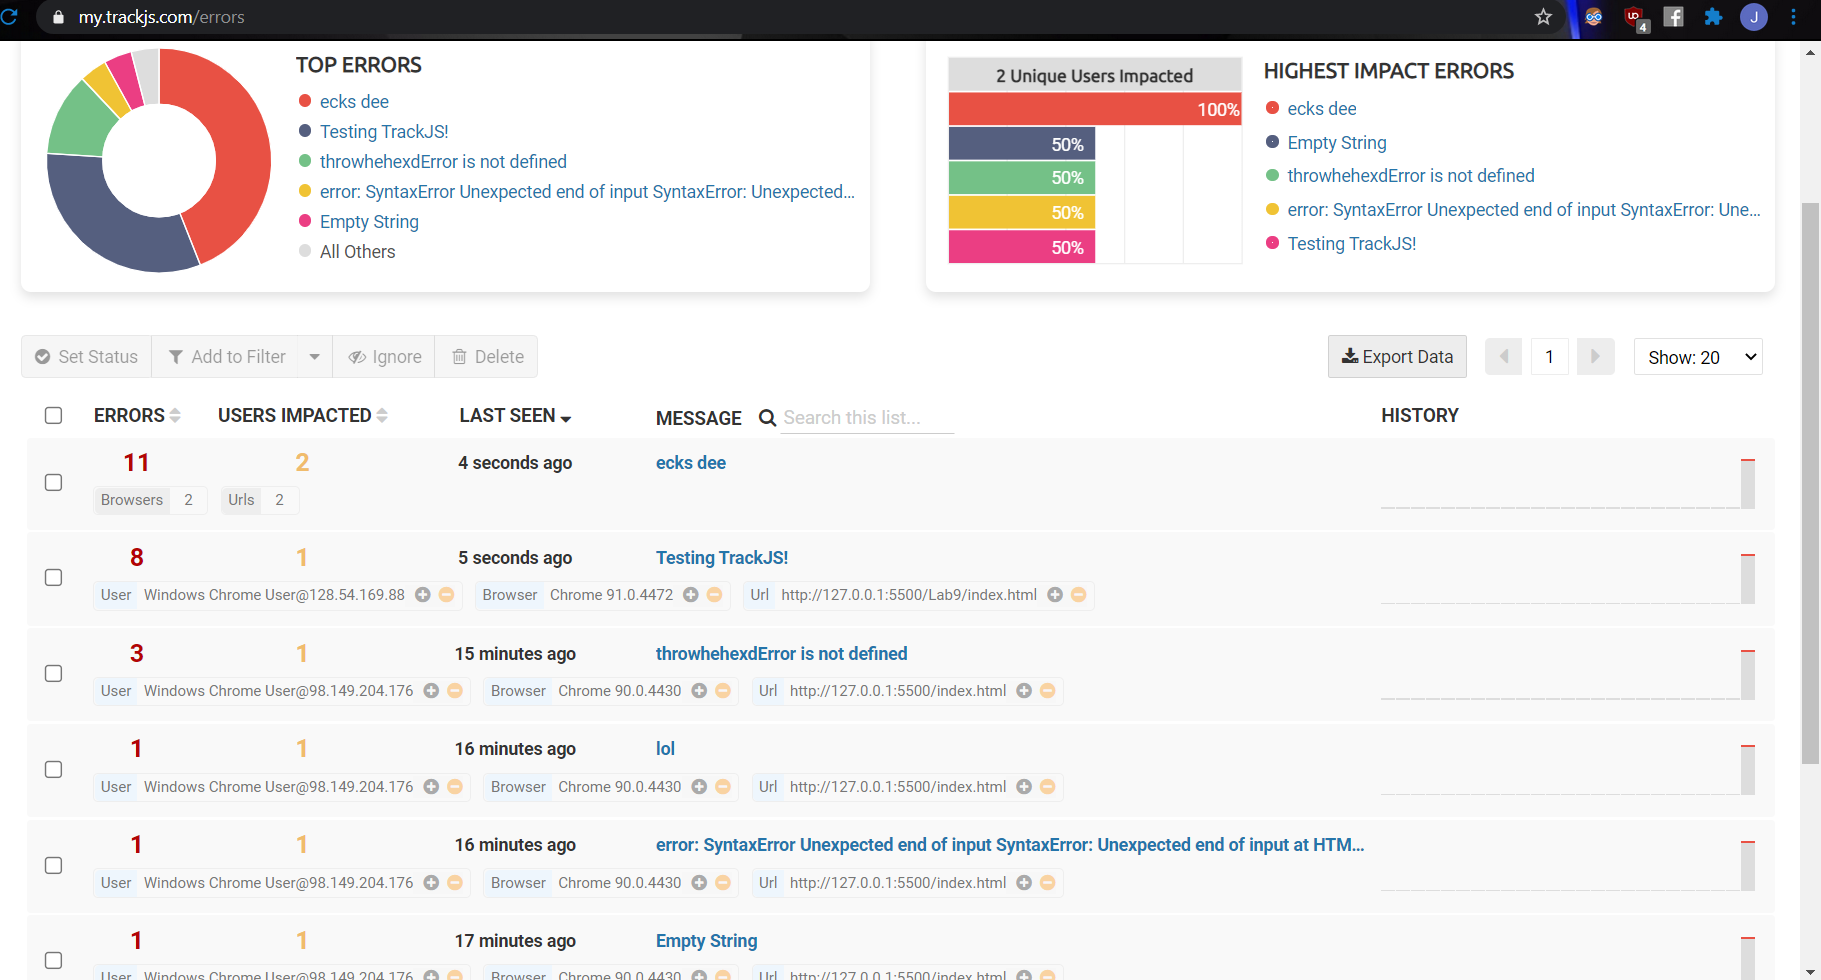 my.trackjs.com/errors
4
J
TOP ERRORS
ecks dee
Testing TrackJS!
throwhehexdError is not defined
error: SyntaxError Unexpected end of input SyntaxError: Unexpected...
Empty String
All Others
2 Unique Users Impacted
100%
50%
50%
50%
50%
HIGHEST IMPACT ERRORS
ecks dee
Empty String
throwhehexdError is not defined
error: SyntaxError Unexpected end of input SyntaxError: Une...
Testing TrackJS!
Set Status Add to Filter Ignore Delete
Export Data 1 Show: 20
ERRORS USERS IMPACTED LAST SEEN MESSAGE Search this list... HISTORY
11 2 4 seconds ago ecks dee
Browsers 2 Urls 2
8 1 5 seconds ago Testing TrackJS!
User Windows Chrome User@128.54.169.88 Browser Chrome 91.0.4472 Url http://127.0.0.1:5500/Lab9/index.html
3 1 15 minutes ago throwhehexdError is not defined
User Windows Chrome User@98.149.204.176 Browser Chrome 90.0.4430 Url http://127.0.0.1:5500/index.html
1 1 16 minutes ago lol
User Windows Chrome User@98.149.204.176 Browser Chrome 90.0.4430 Url http://127.0.0.1:5500/index.html
1 1 16 minutes ago error: SyntaxError Unexpected end of input SyntaxError: Unexpected end of input at HTM...
User Windows Chrome User@98.149.204.176 Browser Chrome 90.0.4430 Url http://127.0.0.1:5500/index.html
1 1 17 minutes ago Empty String
User Windows Chrome User@98.149.204.176 Browser Chrome 90.0.4430 Url http://127.0.0.1:5500/index.html